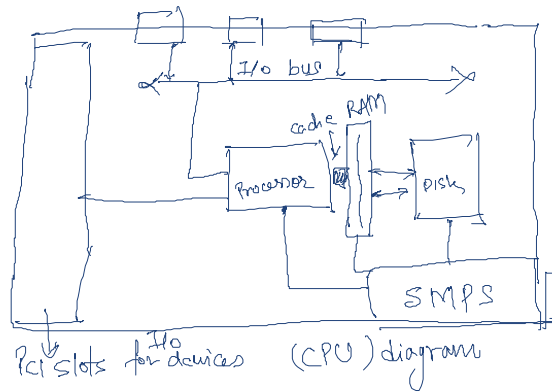 I/o bus
cache
RAM
Processor
DISK
SMPS
I/o
PCI slots for devices (CPU) diagram